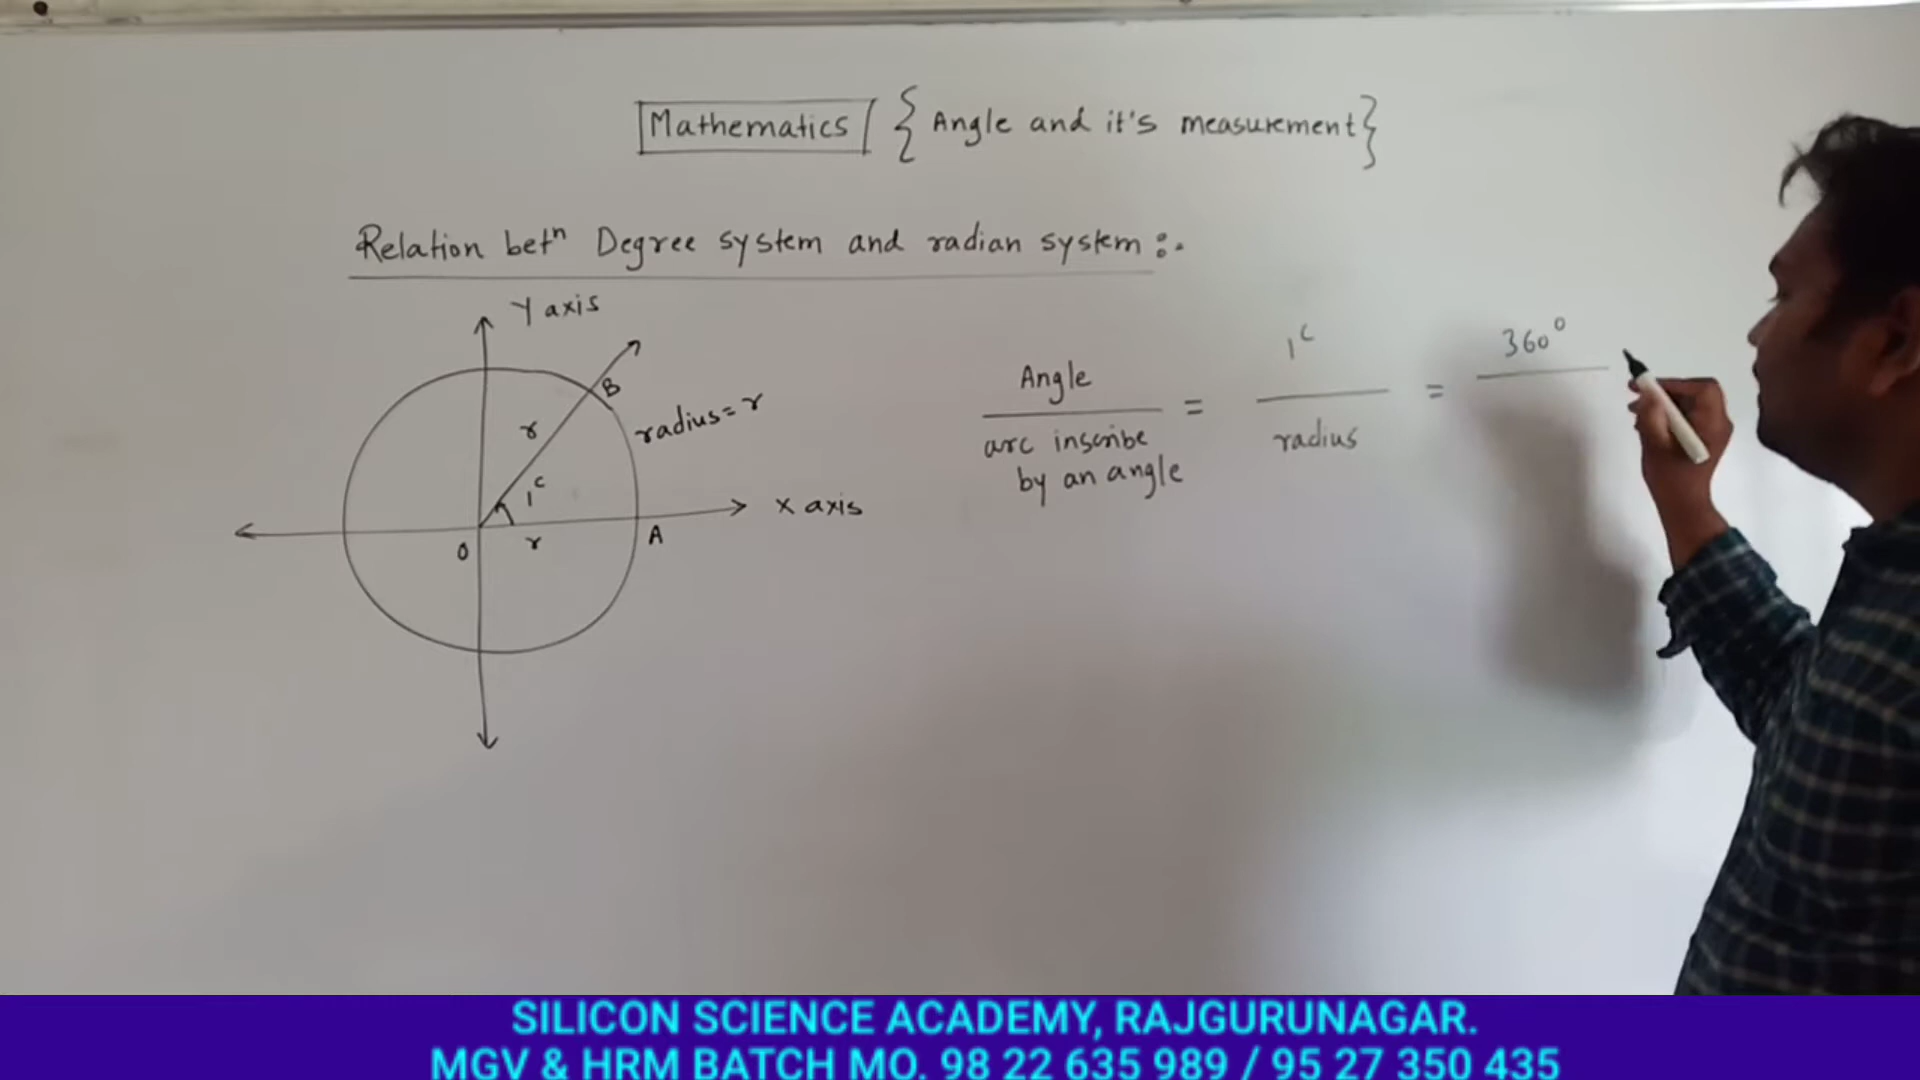 Mathematics { Angle and it's measurement}
Relation betⁿ Degree system and radian system :-
Y axis
B
radius = r
r
1ᶜ
X axis
O
r
A
Angle
arc inscribe
by an angle
=
1ᶜ
radius
=
360°
SILICON SCIENCE ACADEMY, RAJGURUNAGAR.
MGV & HRM BATCH MO. 98 22 635 989 / 95 27 350 435